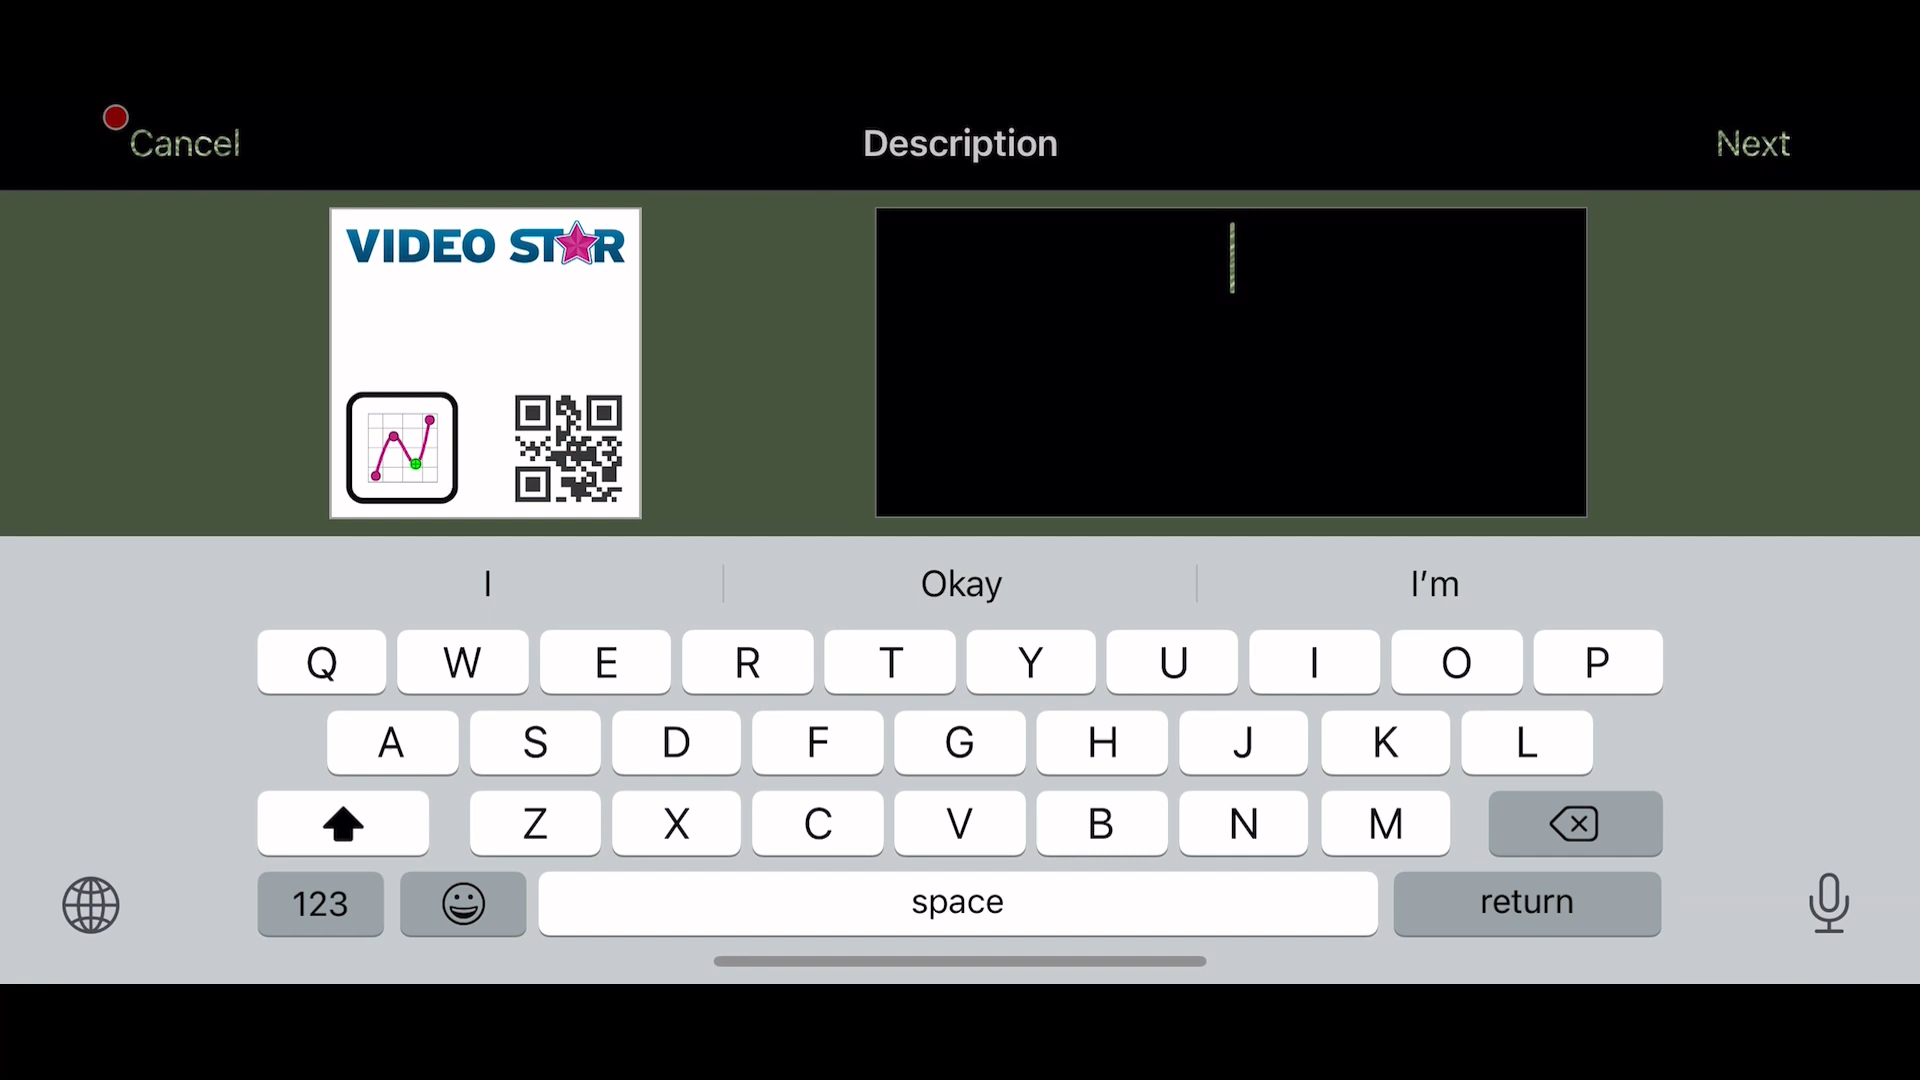 Cancel Description Next
VIDEO STAR
I Okay I’m
Q W E R T Y U I O P
A S D F G H J K L
Z X C V B N M
123 space return